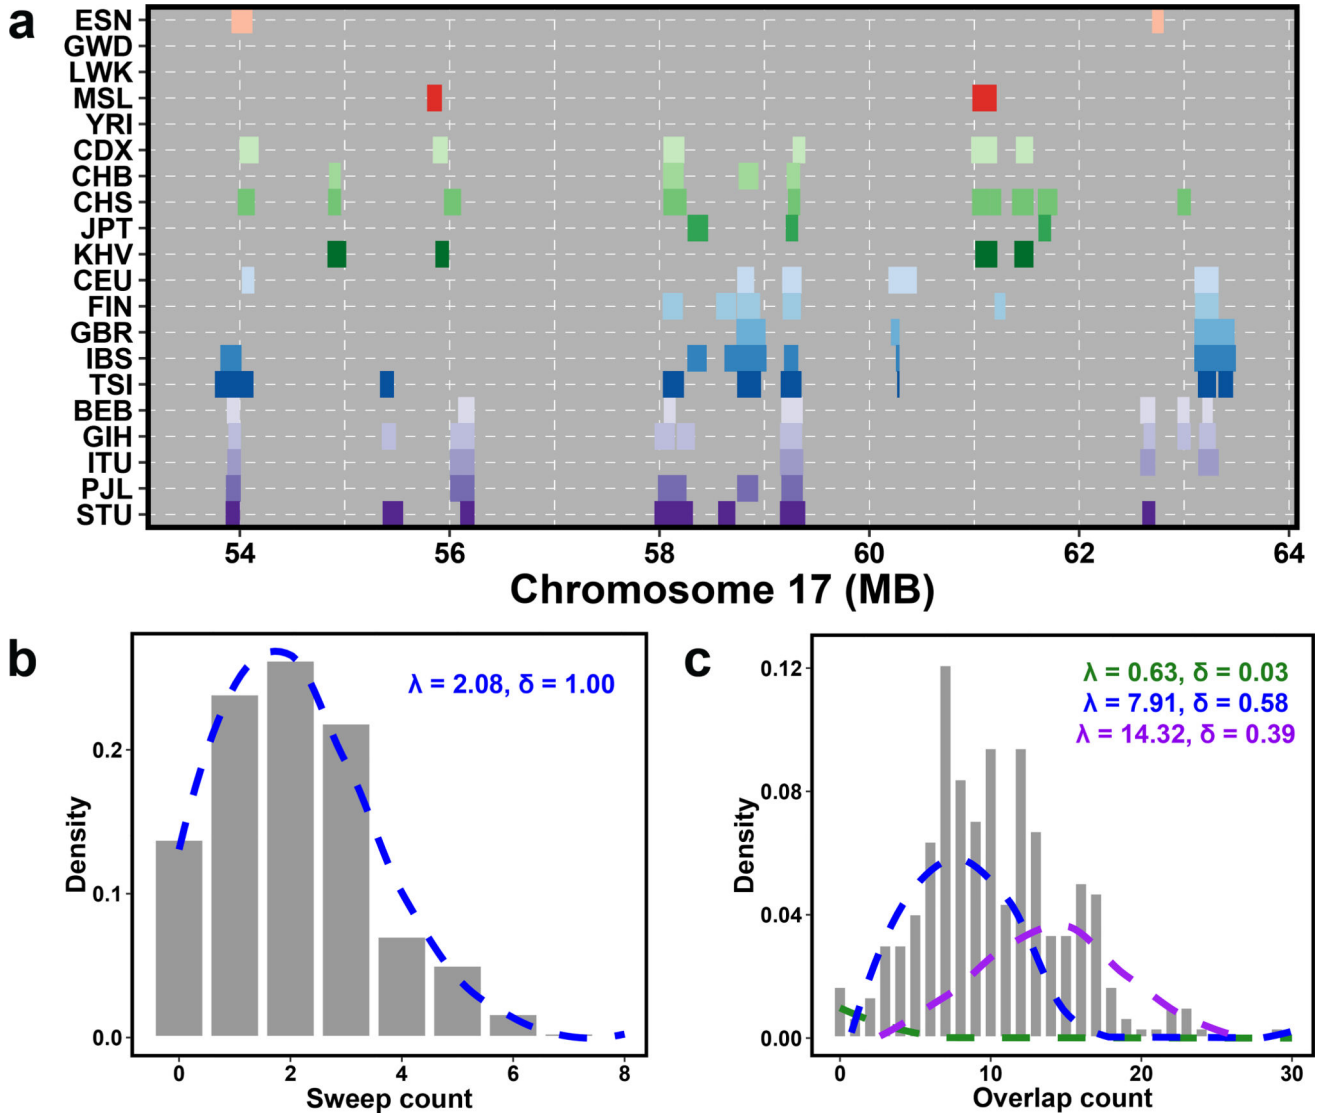 a
ESN
GWD
LWK
MSL
YRI
CDX
CHB
CHS
JPT
KHV
CEU
FIN
GBR
IBS
TSI
BEB
GIH
ITU
PJL
STU
54 56 58 60 62 64
Chromosome 17 (MB)
b
λ = 2.08, δ = 1.00
Density
0.2
0.1
0.0
0 2 4 6 8
Sweep count
c
λ = 0.63, δ = 0.03
λ = 7.91, δ = 0.58
λ = 14.32, δ = 0.39
Density
0.12
0.08
0.04
0.00
0 10 20 30
Overlap count